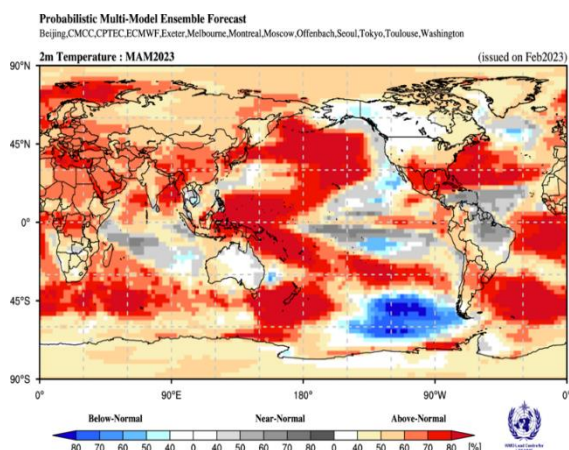 Probabilistic Multi-Model Ensemble Forecast
Beijing,CMCC,CPTEC,ECMWF,Exeter,Melbourne,Montreal,Moscow,Offenbach,Seoul,Tokyo,Toulouse,Washington
2m Temperature : MAM2023 (issued on Feb2023)
90°N
45°N
0°
45°S
90°S
0° 90°E 180° 90°W 0°
Below-Normal Near-Normal Above-Normal
80 70 60 50 40 0 40 50 60 70 80 0 40 50 60 70 80 [%]
WMO Lead Centre